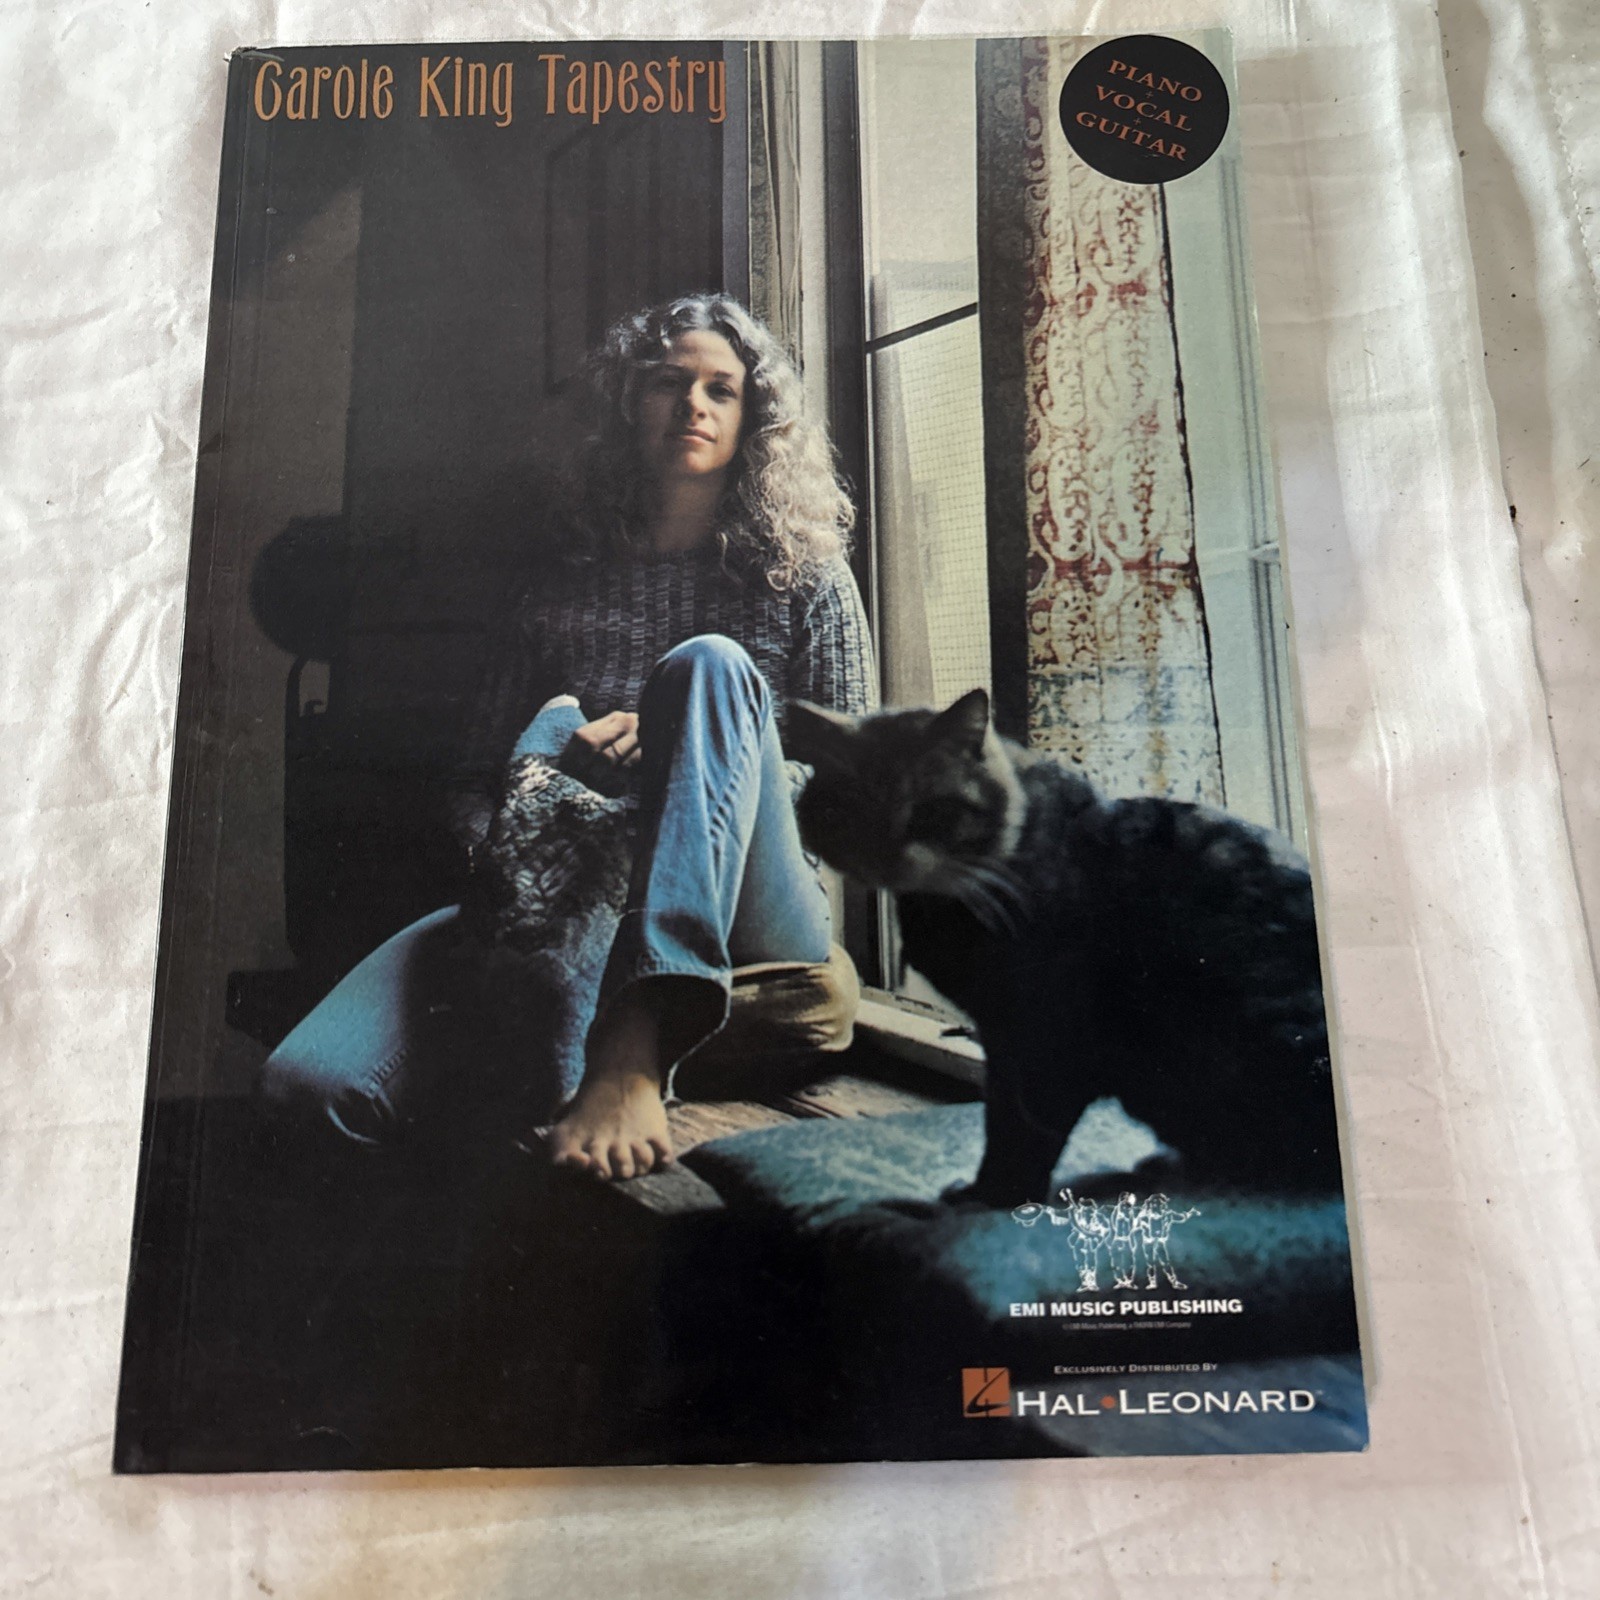 Carole King Tapestry
PIANO
+
VOCAL
+
GUITAR
EMI MUSIC PUBLISHING
EXCLUSIVELY DISTRIBUTED BY
HAL•LEONARD